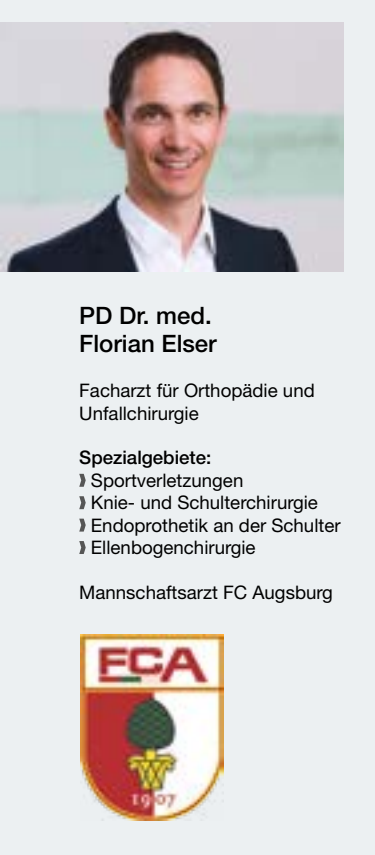 PD Dr. med.
Florian Elser
Facharzt für Orthopädie und
Unfallchirurgie
Spezialgebiete:
Sportverletzungen
Knie- und Schulterchirurgie
Endoprothetik an der Schulter
Ellenbogenchirurgie
Mannschaftsarzt FC Augsburg
FCA
1907